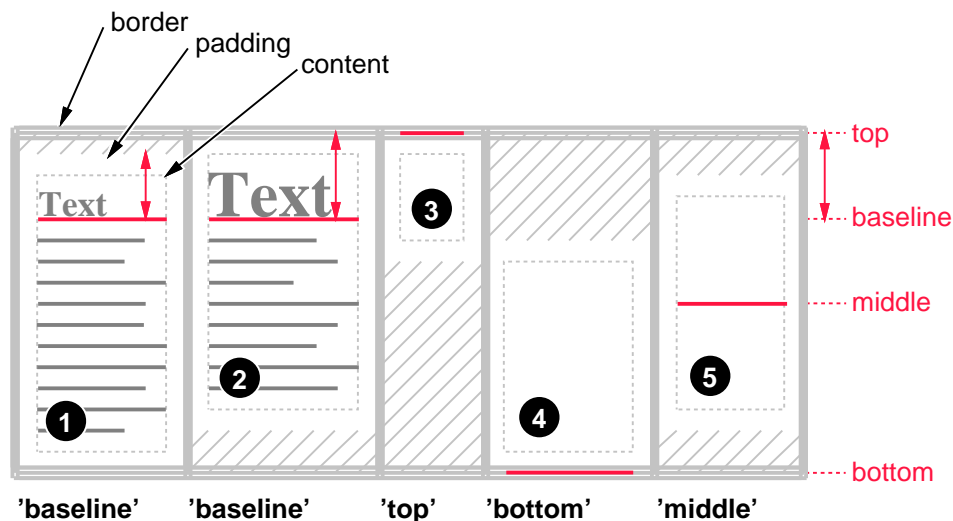 border
padding
content
top
Text
Text
baseline
middle
bottom
1
2
3
4
5
’baseline’ ’baseline’ ’top’ ’bottom’ ’middle’